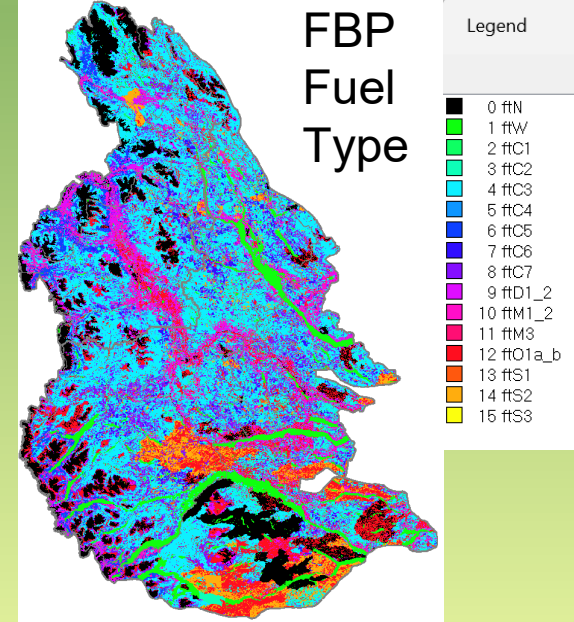 FBP
Fuel
Type
Legend
0 ftN
1 ftW
2 ftC1
3 ftC2
4 ftC3
5 ftC4
6 ftC5
7 ftC6
8 ftC7
9 ftD1_2
10 ftM1_2
11 ftM3
12 ftO1a_b
13 ftS1
14 ftS2
15 ftS3